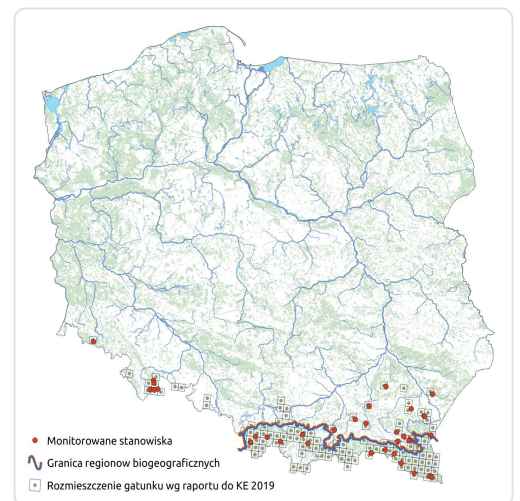 Monitorowane stanowiska
Granica regionow biogeograficznych
Rozmieszczenie gatunku wg raportu do KE 2019